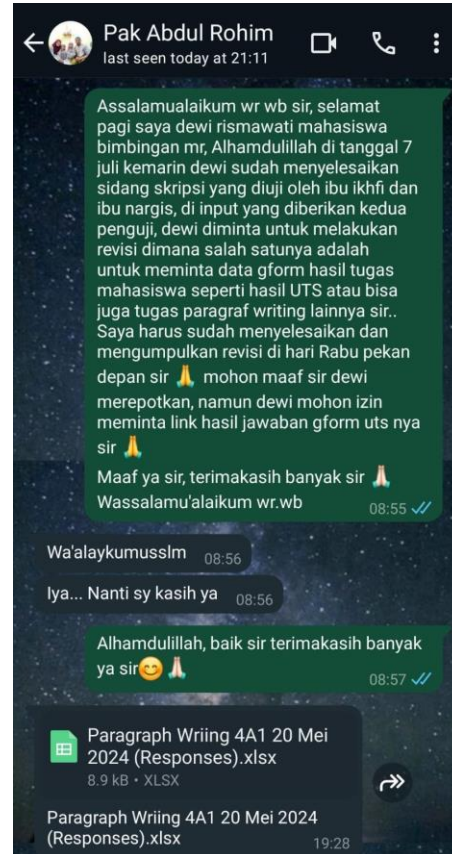 Pak Abdul Rohim
last seen today at 21:11
Assalamualaikum wr wb sir, selamat
pagi saya dewi rismawati mahasiswa
bimbingan mr, Alhamdulillah di tanggal 7
juli kemarin dewi sudah menyelesaikan
sidang skripsi yang diuji oleh ibu ikhfi dan
ibu nargis, di input yang diberikan kedua
penguji, dewi diminta untuk melakukan
revisi dimana salah satunya adalah
untuk meminta data gform hasil tugas
mahasiswa seperti hasil UTS atau bisa
juga tugas paragraf writing lainnya sir..
Saya harus sudah menyelesaikan dan
mengumpulkan revisi di hari Rabu pekan
depan sir 🙏 mohon maaf sir dewi
merepotkan, namun dewi mohon izin
meminta link hasil jawaban gform uts nya
sir 🙏
Maaf ya sir, terimakasih banyak sir 🙏🏻
Wassalamu'alaikum wr.wb
08:55
Wa'alaykumusslm 08:56
Iya... Nanti sy kasih ya 08:56
Alhamdulillah, baik sir terimakasih banyak
ya sir😊🙏🏻
08:57
Paragraph Wriing 4A1 20 Mei
2024 (Responses).xlsx
8.9 kB • XLSX
Paragraph Wriing 4A1 20 Mei 2024
(Responses).xlsx
19:28